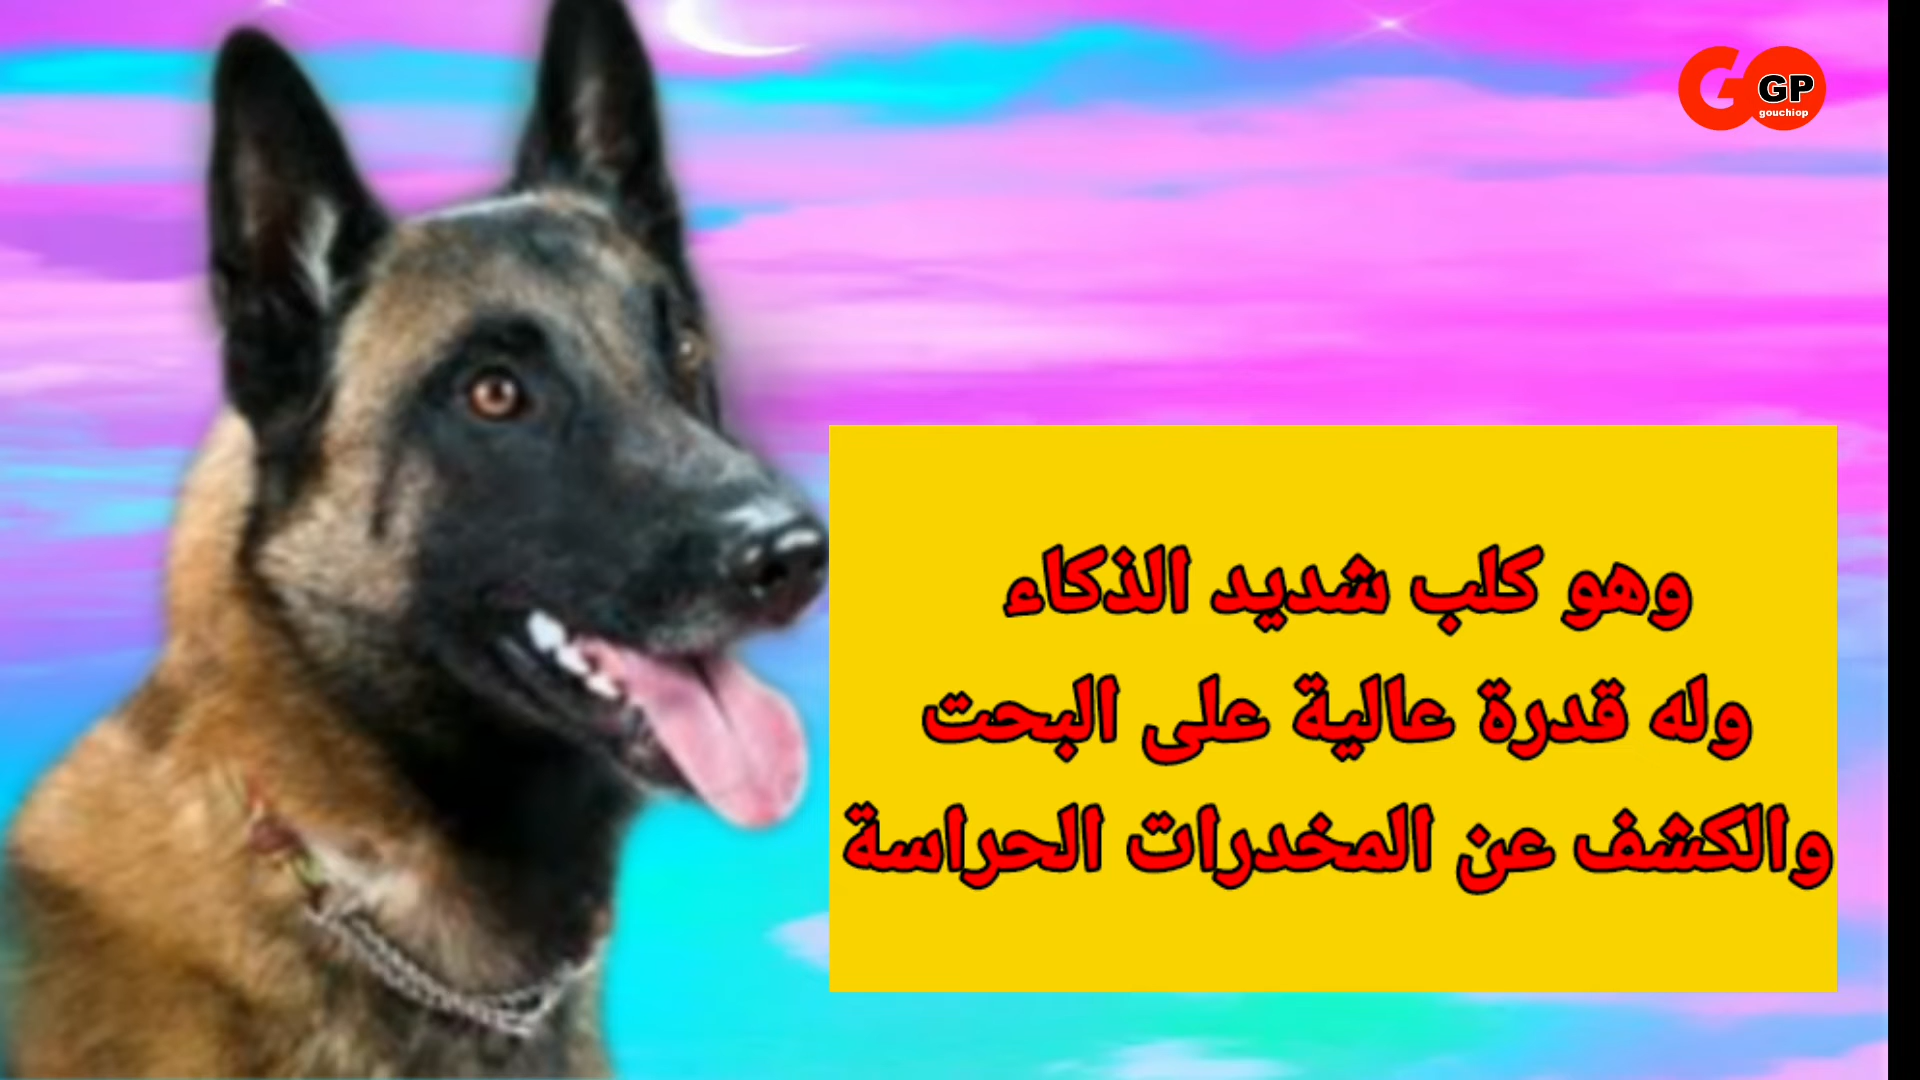 GP
gouchiop
وهو كلب شديد الذكاء
وله قدرة عالية على البحت
والكشف عن المخدرات الحراسة